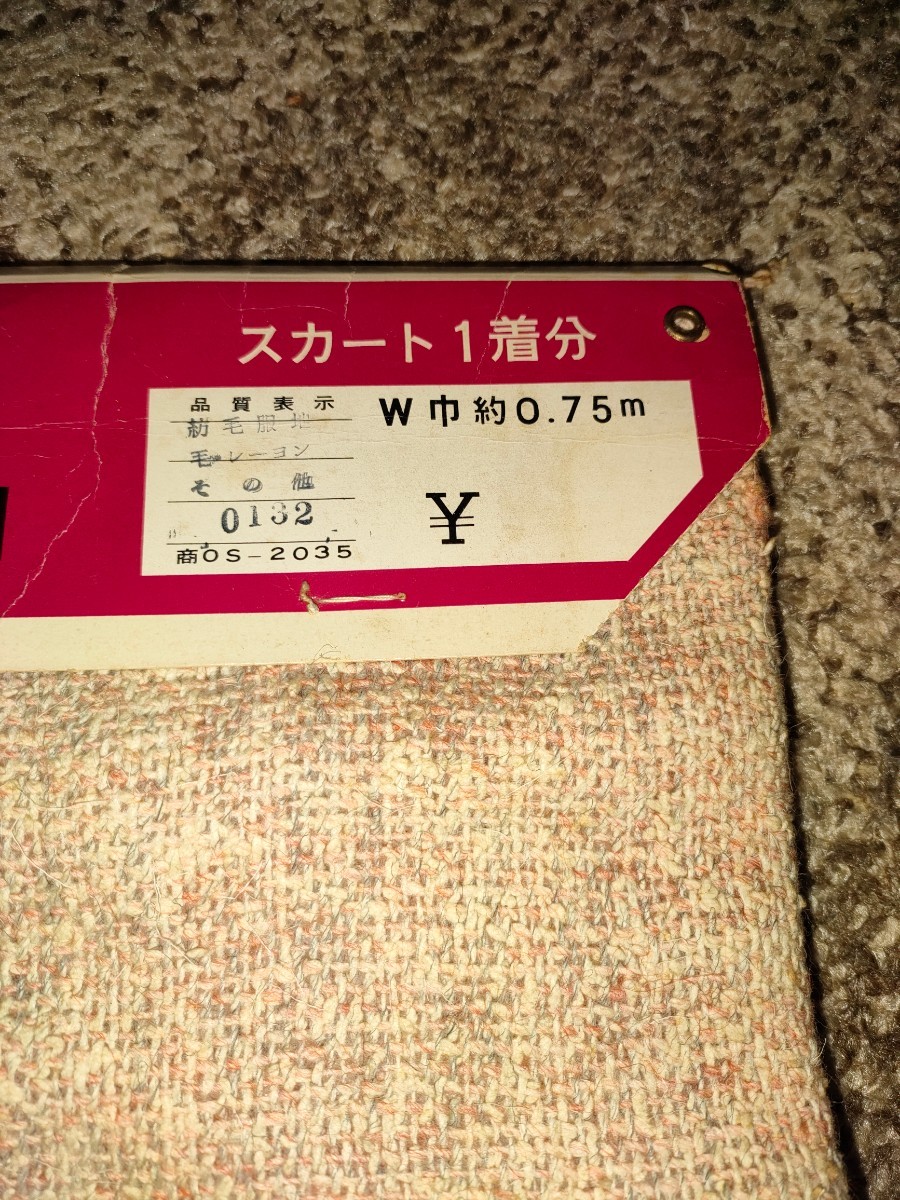 スカート1着分
品質表示
紡毛服地
毛 レーヨン
その他
0132
商OS-2035
W巾約0.75m
¥